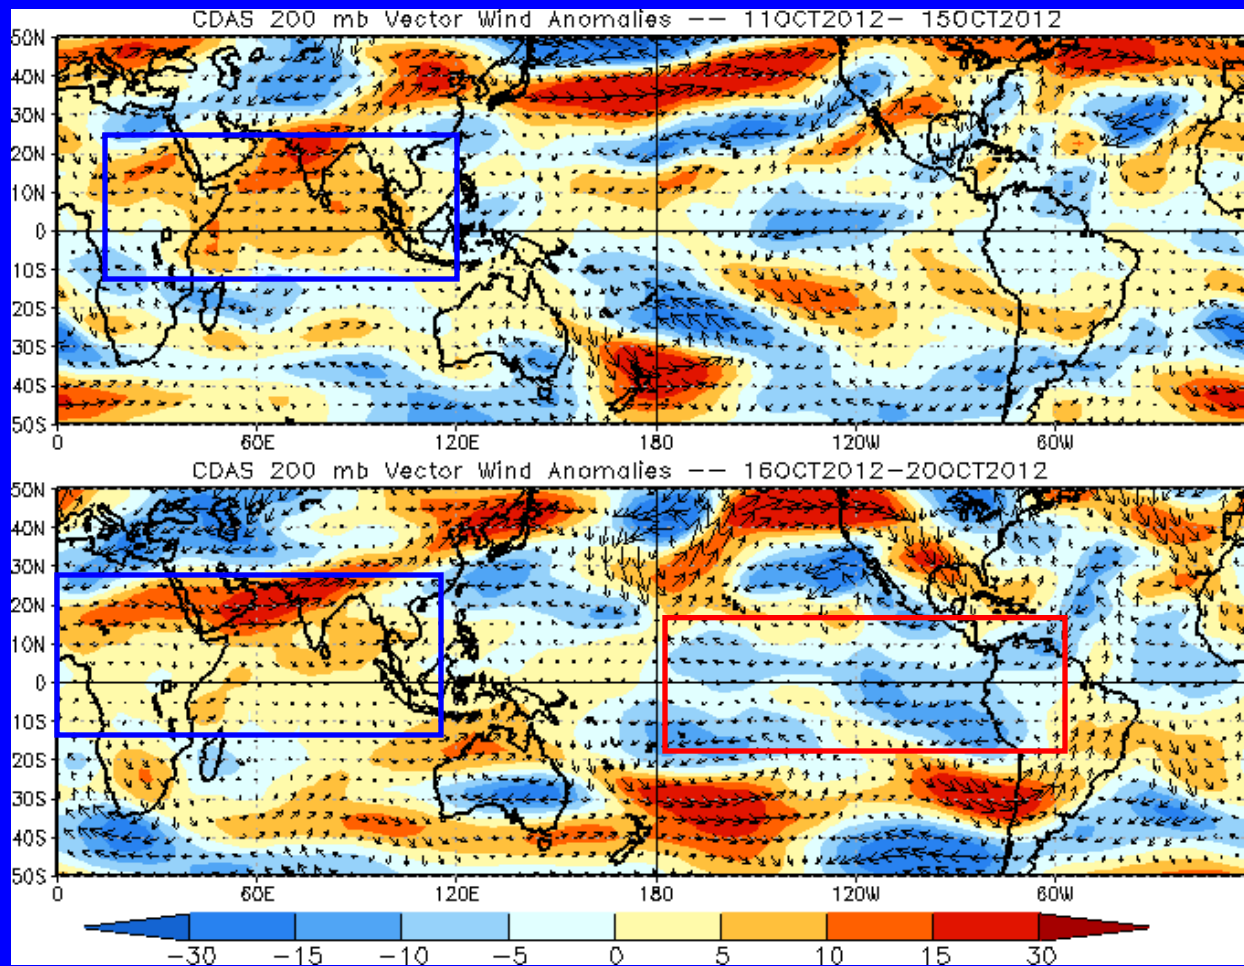 CDAS 200 mb Vector Wind Anomalies -- 11OCT2012- 15OCT2012
50N
40N
30N
20N
10N
0
10S
20S
30S
40S
50S
0 60E 120E 180 120W 60W
CDAS 200 mb Vector Wind Anomalies -- 16OCT2012-20OCT2012
50N
40N
30N
20N
10N
0
10S
20S
30S
40S
50S
0 60E 120E 180 120W 60W
-30 -15 -10 -5 0 5 10 15 30